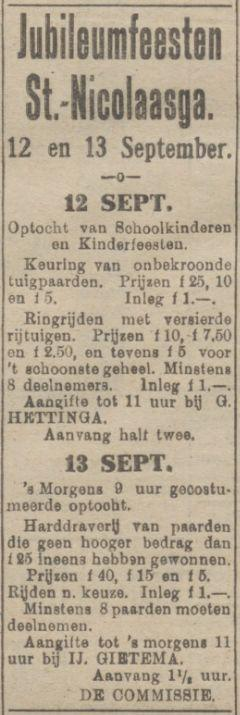 Jubileumfeesten
St.-Nicolaasga.
12 en 13 September.
—o—
12 SEPT.
Optocht van Schoolkinderen
en Kinderfeesten.
Keuring van onbekroonde
tuigpaarden. Prijzen f 25, 10
en f 5. Inleg f 1.—.
Ringrijden met versierde
rijtuigen. Prijzen f 10, f 7,50
en f 2.50, en tevens f 5 voor
't schoonste geheel. Minstens
8 deelnemers. Inleg f 1.—.
Aangifte tot 11 uur bij G.
HETTINGA.
Aanvang half twee.
13 SEPT.
's Morgens 9 uur gecostu-
meerde optocht.
Harddraverij van paarden
die geen hooger bedrag dan
f 25 ineens hebben gewonnen.
Prijzen f 40, f 15 en f 5.
Rijden n. keuze. Inleg f 1.—.
Minstens 8 paarden moeten
deelnemen.
Aangifte tot 's morgens 11
uur bij IJ. GIETEMA.
Aanvang 1½ uur.
DE COMMISSIE.